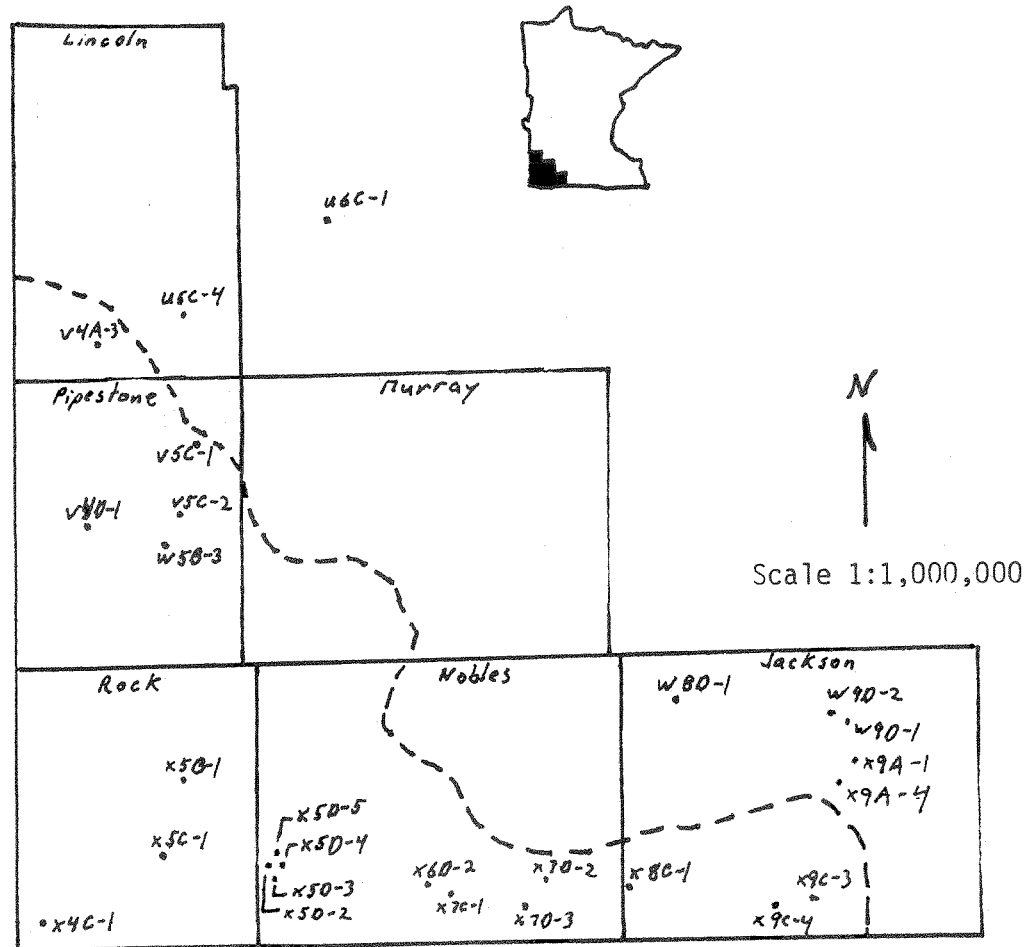 Lincoln
u6C-1
u5C-4
v4A-3
Pipestone
Murray
N
v5C-1
v5C-2
w5B-3
Scale 1:1,000,000
Rock
Nobles
Jackson
w8D-1
w9D-2
w9D-1
x9A-1
x9A-4
x5B-1
x5D-5
x5D-4
x5C-1
x5D-3
x5D-2
x6D-2
x7C-1
x7D-2
x7D-3
x8C-1
x9C-3
x9C-4
x4C-1